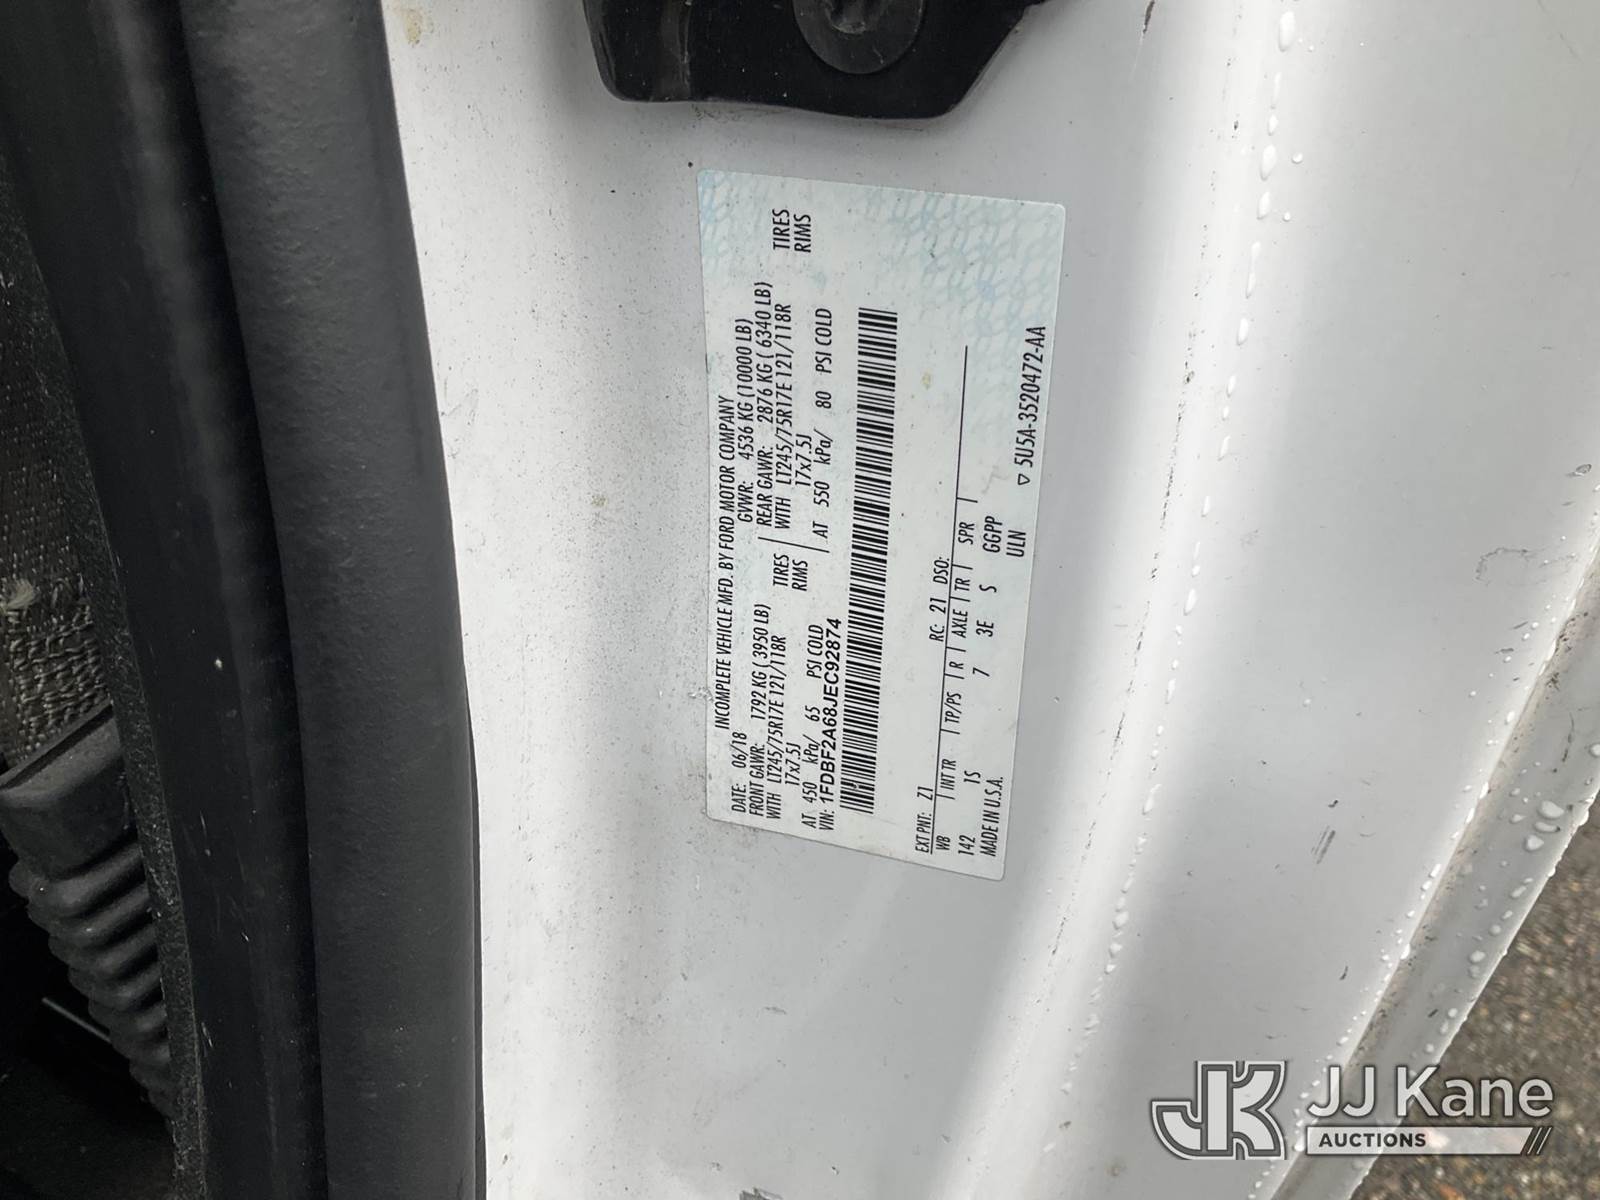 INCOMPLETE VEHICLE MFD. BY FORD MOTOR COMPANY
DATE: 06/18 GVWR: 4536 KG (10000 LB)
FRONT GAWR: 1792 KG ( 3950 LB) REAR GAWR: 2876 KG ( 6340 LB)
WITH LT245/75R17E 121/118R TIRES WITH LT245/75R17E 121/118R TIRES
17x7.5J RIMS 17x7.5J RIMS
AT 450 kPa/ 65 PSI COLD AT 550 kPa/ 80 PSI COLD
VIN: 1FDBF2A68JEC92874
EXT PNT: Z1 RC: 21 DSO:
WB INT TR TP/PS R AXLE TR SPR
142 TS 7 3E S GGPP
MADE IN U.S.A. ULN
▽ 5U5A-3520472-AA
JK JJ Kane
AUCTIONS